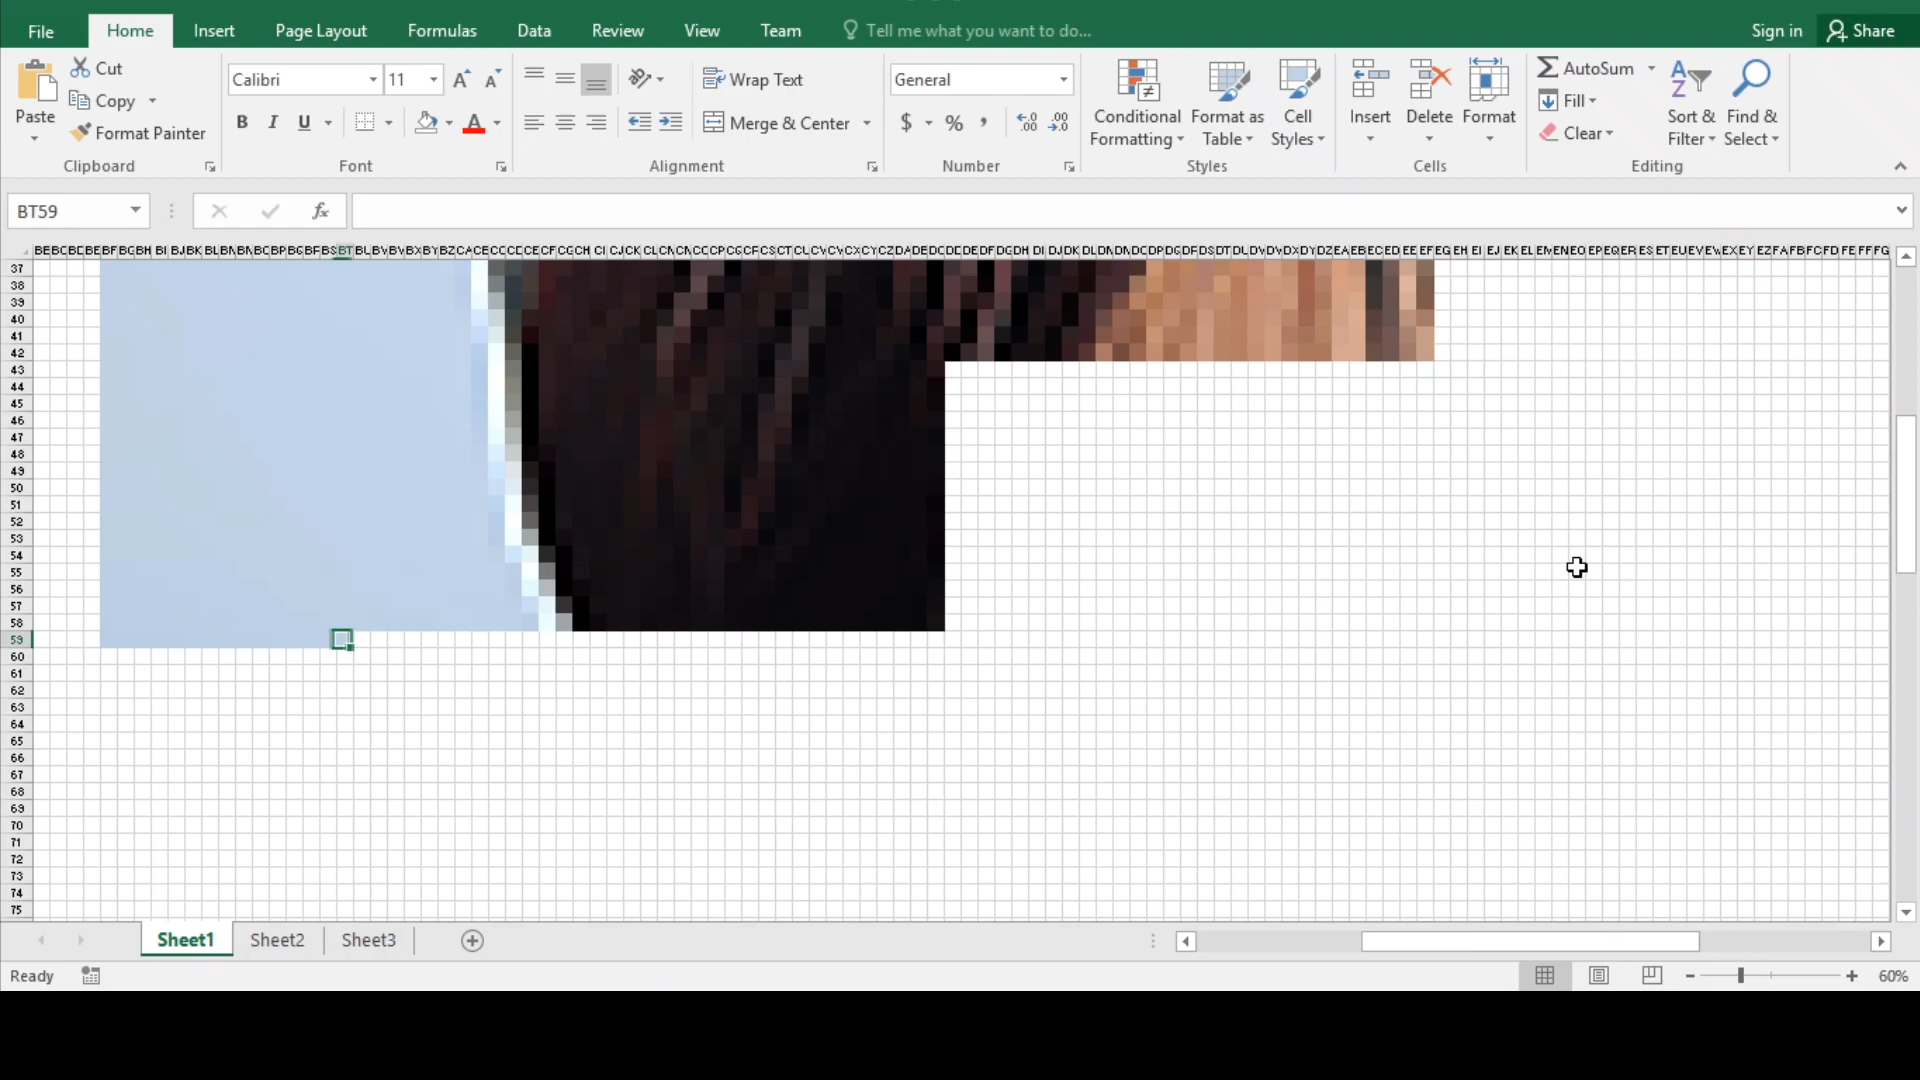 File Home Insert Page Layout Formulas Data Review View Team Tell me what you want to do... Sign in Share
Paste
Cut
Copy
Format Painter
Clipboard
Calibri 11 A A
B I U A
Font
Wrap Text
Merge & Center
Alignment
General
$ % , .0 .00 .00 .0
Number
Conditional Formatting
Format as Table
Cell Styles
Styles
Insert Delete Format
Cells
AutoSum
Fill
Clear
Sort & Filter
Find & Select
Editing
BT59 fx
37
38
39
40
41
42
43
44
45
46
47
48
49
50
51
52
53
54
55
56
57
58
59
60
61
62
63
64
65
66
67
68
69
70
71
72
73
74
75
Sheet1 Sheet2 Sheet3
Ready 60%